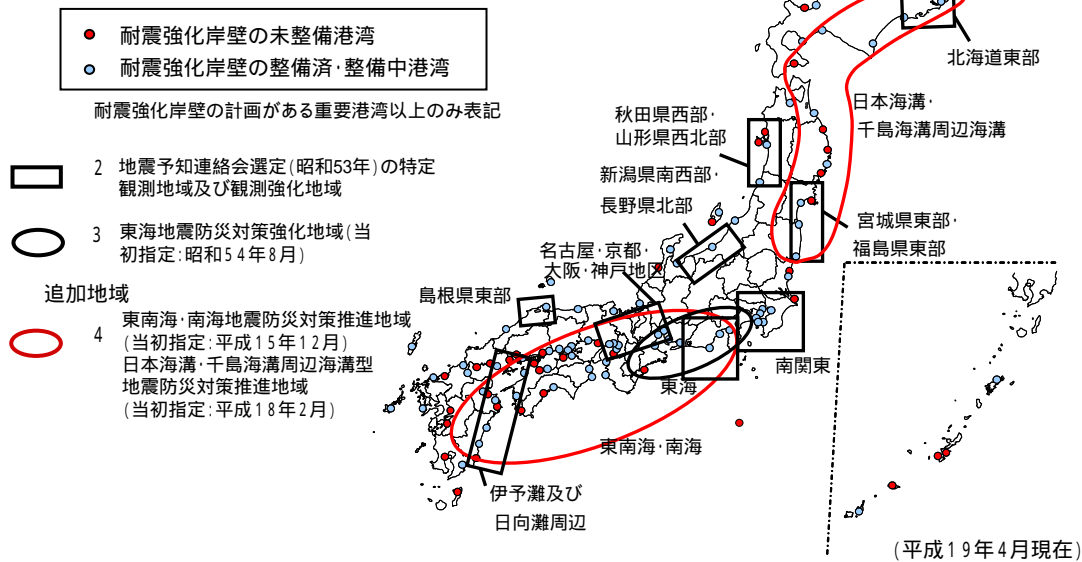 耐震強化岸壁の未整備港湾
耐震強化岸壁の整備済・整備中港湾
耐震強化岸壁の計画がある重要港湾以上のみ表記
2 地震予知連絡会選定(昭和53年)の特定
観測地域及び観測強化地域
3 東海地震防災対策強化地域(当
初指定:昭和54年8月)
追加地域
4 東南海・南海地震防災対策推進地域
(当初指定:平成15年12月)
日本海溝・千島海溝周辺海溝型
地震防災対策推進地域
(当初指定:平成18年2月)
北海道東部
日本海溝・
千島海溝周辺海溝
秋田県西部・
山形県西北部
新潟県南西部・
長野県北部
宮城県東部・
福島県東部
名古屋・京都・
大阪・神戸地区
島根県東部
南関東
東海
東南海・南海
伊予灘及び
日向灘周辺
(平成19年4月現在)